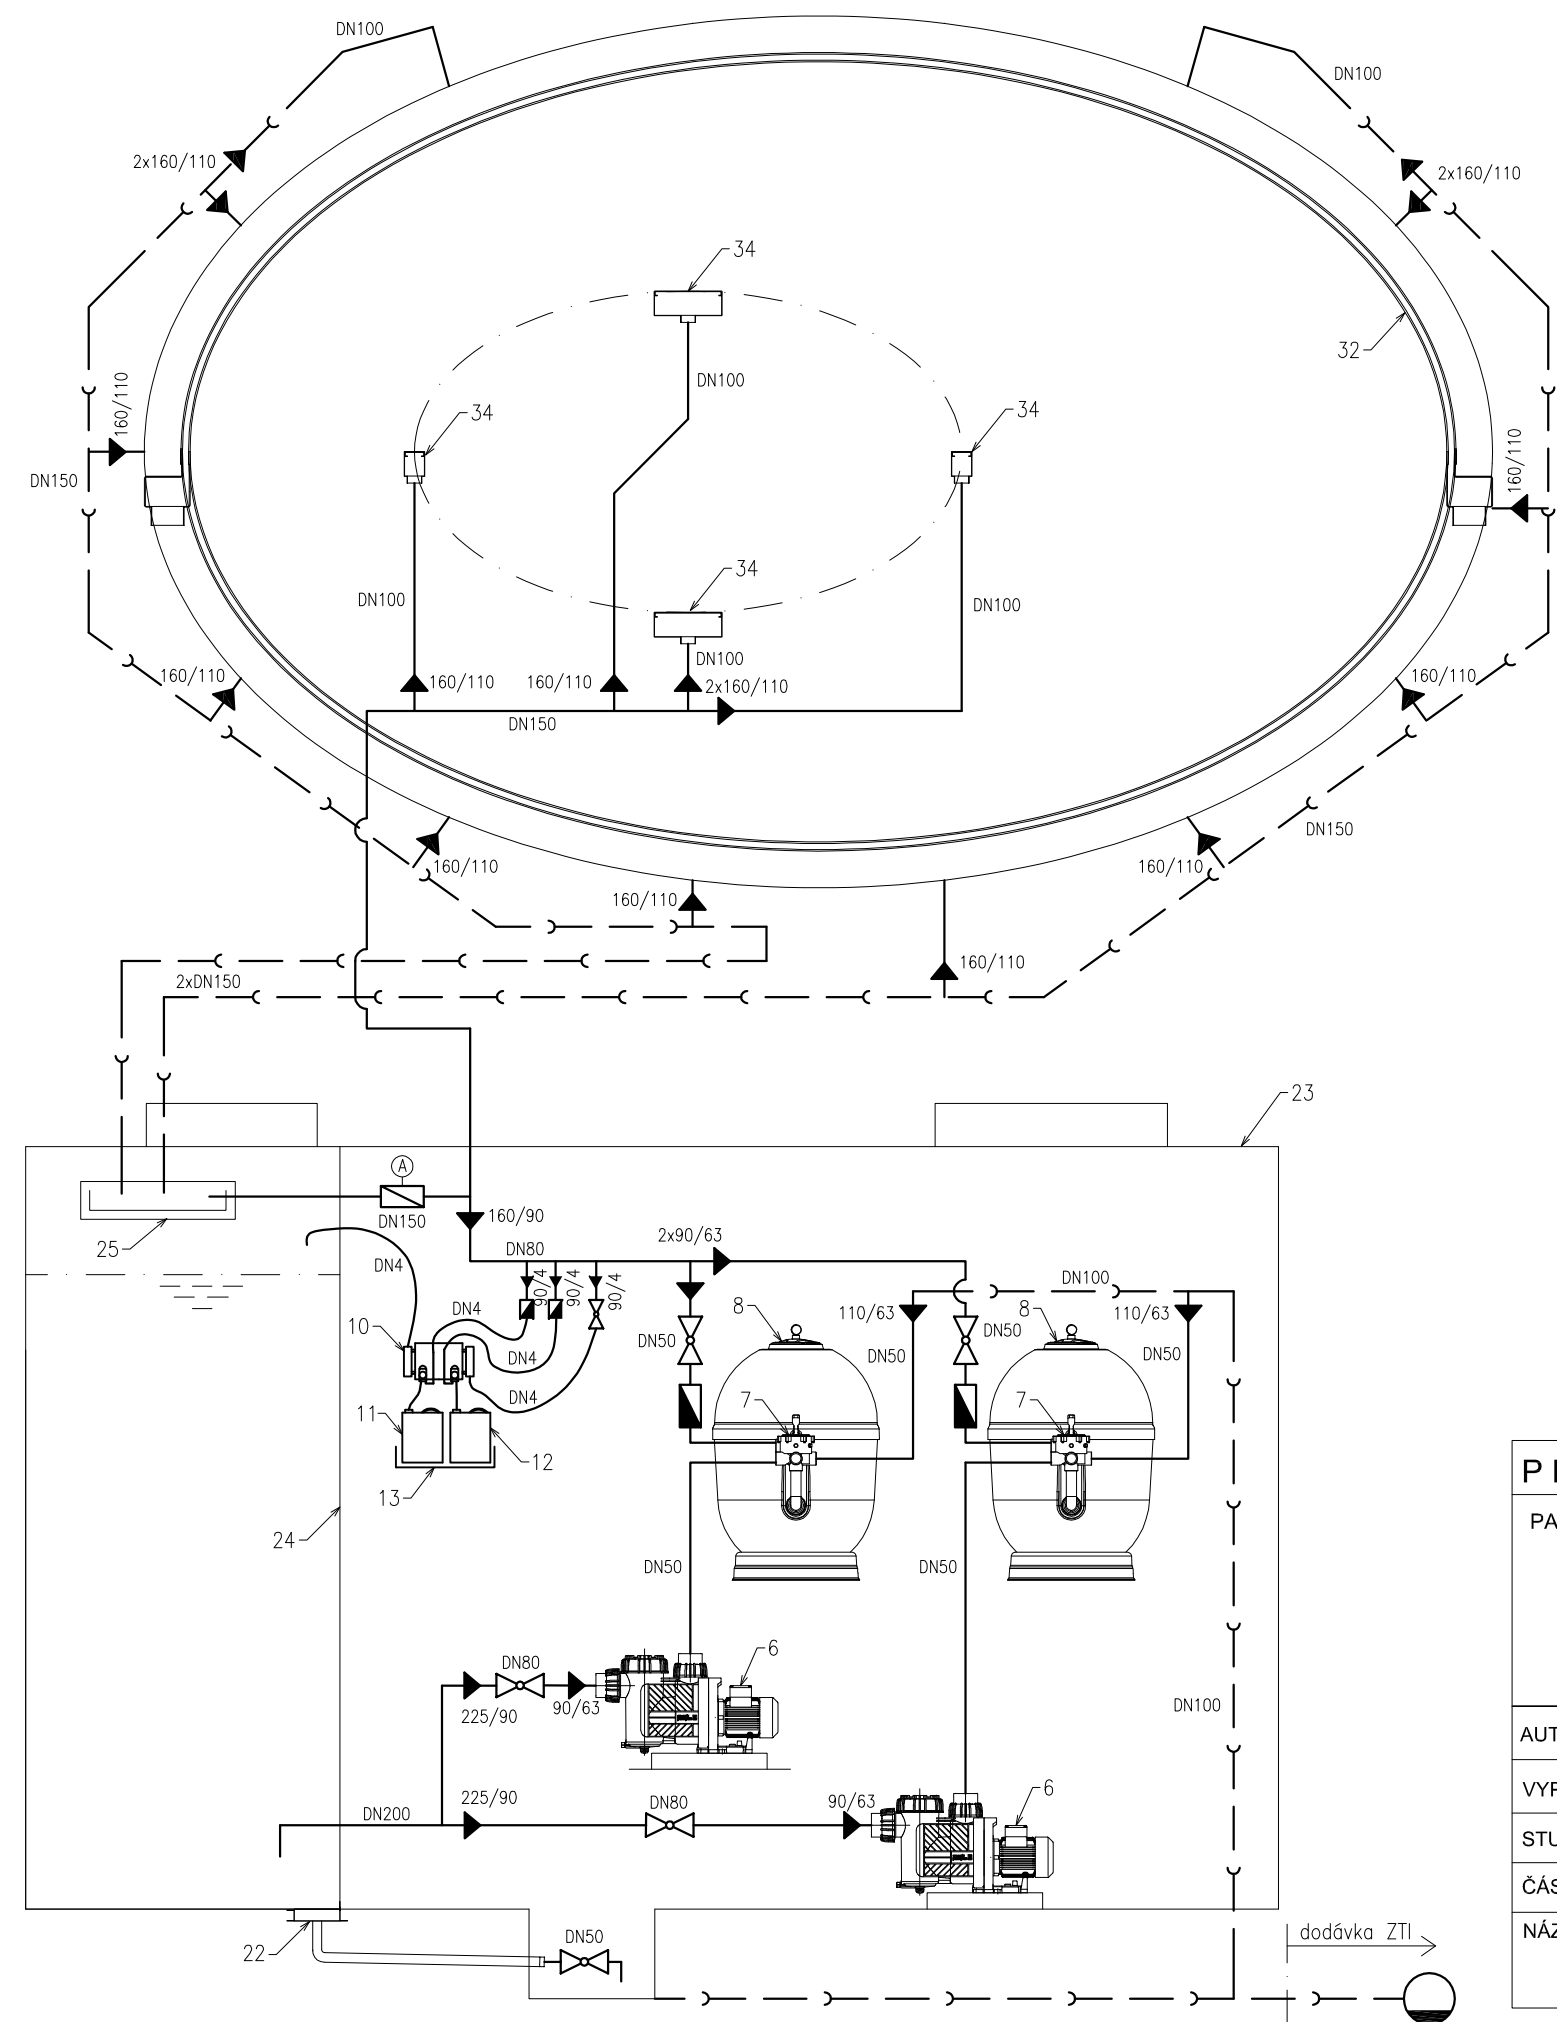 DN100
DN100
2x160/110
2x160/110
34
32
DN100
160/110
34
34
160/110
DN150
34
DN100
DN100
DN100
160/110
160/110
160/110
2x160/110
160/110
DN150
DN150
160/110
160/110
160/110
160/110
2xDN150
23
A
DN150
160/90
25
DN80
2x90/63
DN4
90/4
90/4
90/4
DN100
DN4
8
110/63
8
110/63
10
DN50
DN50
DN4
DN50
DN50
DN4
11
7
7
12
13
24
DN50
DN50
6
DN80
225/90
90/63
DN100
6
225/90
DN80
90/63
DN200
22
DN50
dodávka ZTI
PA
AUT
STU
ČÁS
NÁZ